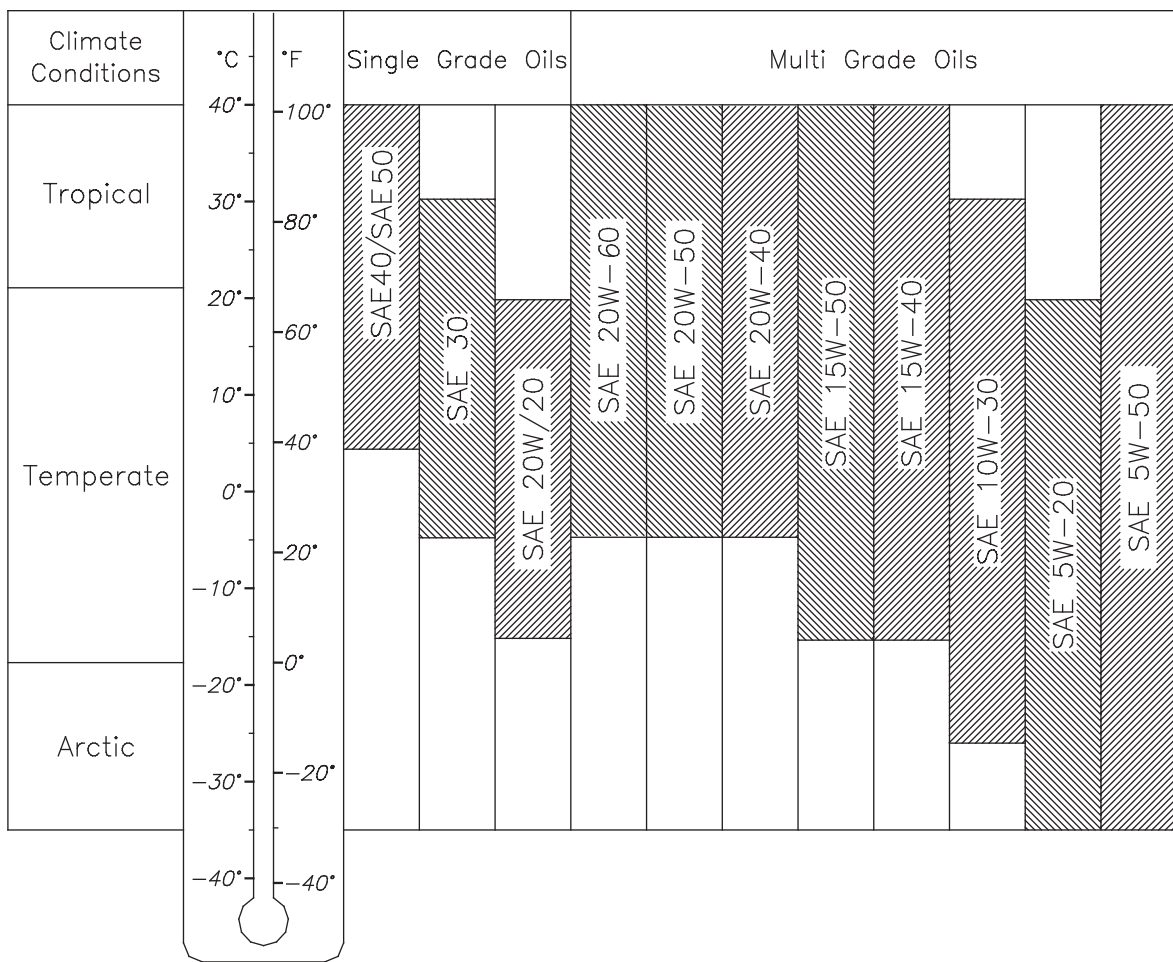 Climate
Conditions
°C
°F
Single Grade Oils
Multi Grade Oils
40°
30°
20°
10°
0°
−10°
−20°
−30°
−40°
100°
80°
60°
40°
20°
0°
−20°
−40°
Tropical
Temperate
Arctic
SAE40/SAE50
SAE 30
SAE 20W/20
SAE 20W−60
SAE 20W−50
SAE 20W−40
SAE 15W−50
SAE 15W−40
SAE 10W−30
SAE 5W−20
SAE 5W−50